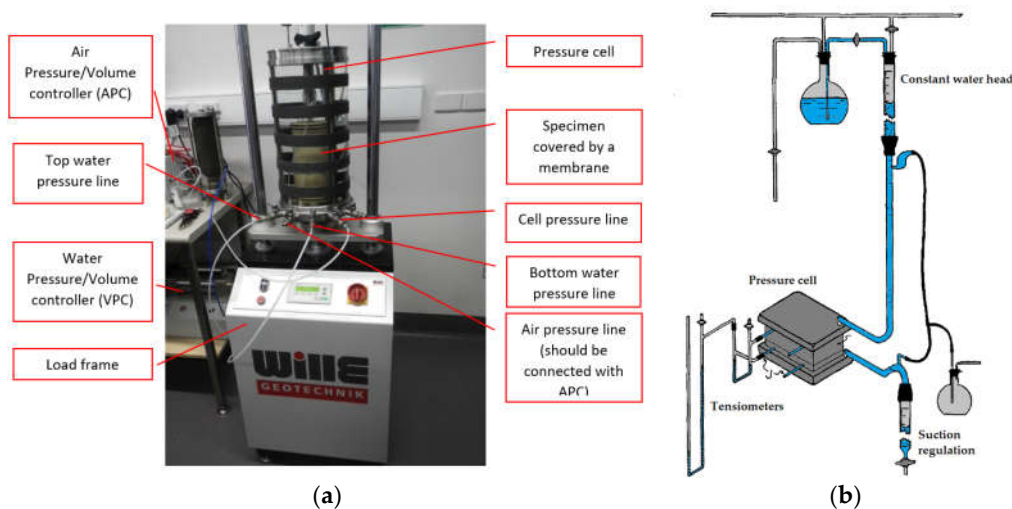 Air
Pressure/Volume
controller (APC)
Top water
pressure line
Water
Pressure/Volume
controller (VPC)
Load frame
Pressure cell
Specimen
covered by a
membrane
Cell pressure line
Bottom water
pressure line
Air pressure line
(should be
connected with
APC)
WillE
GEOTECHNIK
(a)
Constant water head
Pressure cell
Tensiometers
Suction
regulation
(b)